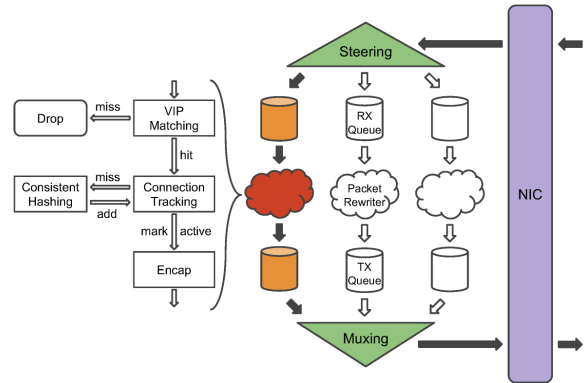 Steering
miss
Drop
VIP
Matching
RX
Queue
hit
miss
Consistent
Hashing
add
Connection
Tracking
Packet
Rewriter
NIC
mark
active
Encap
TX
Queue
Muxing